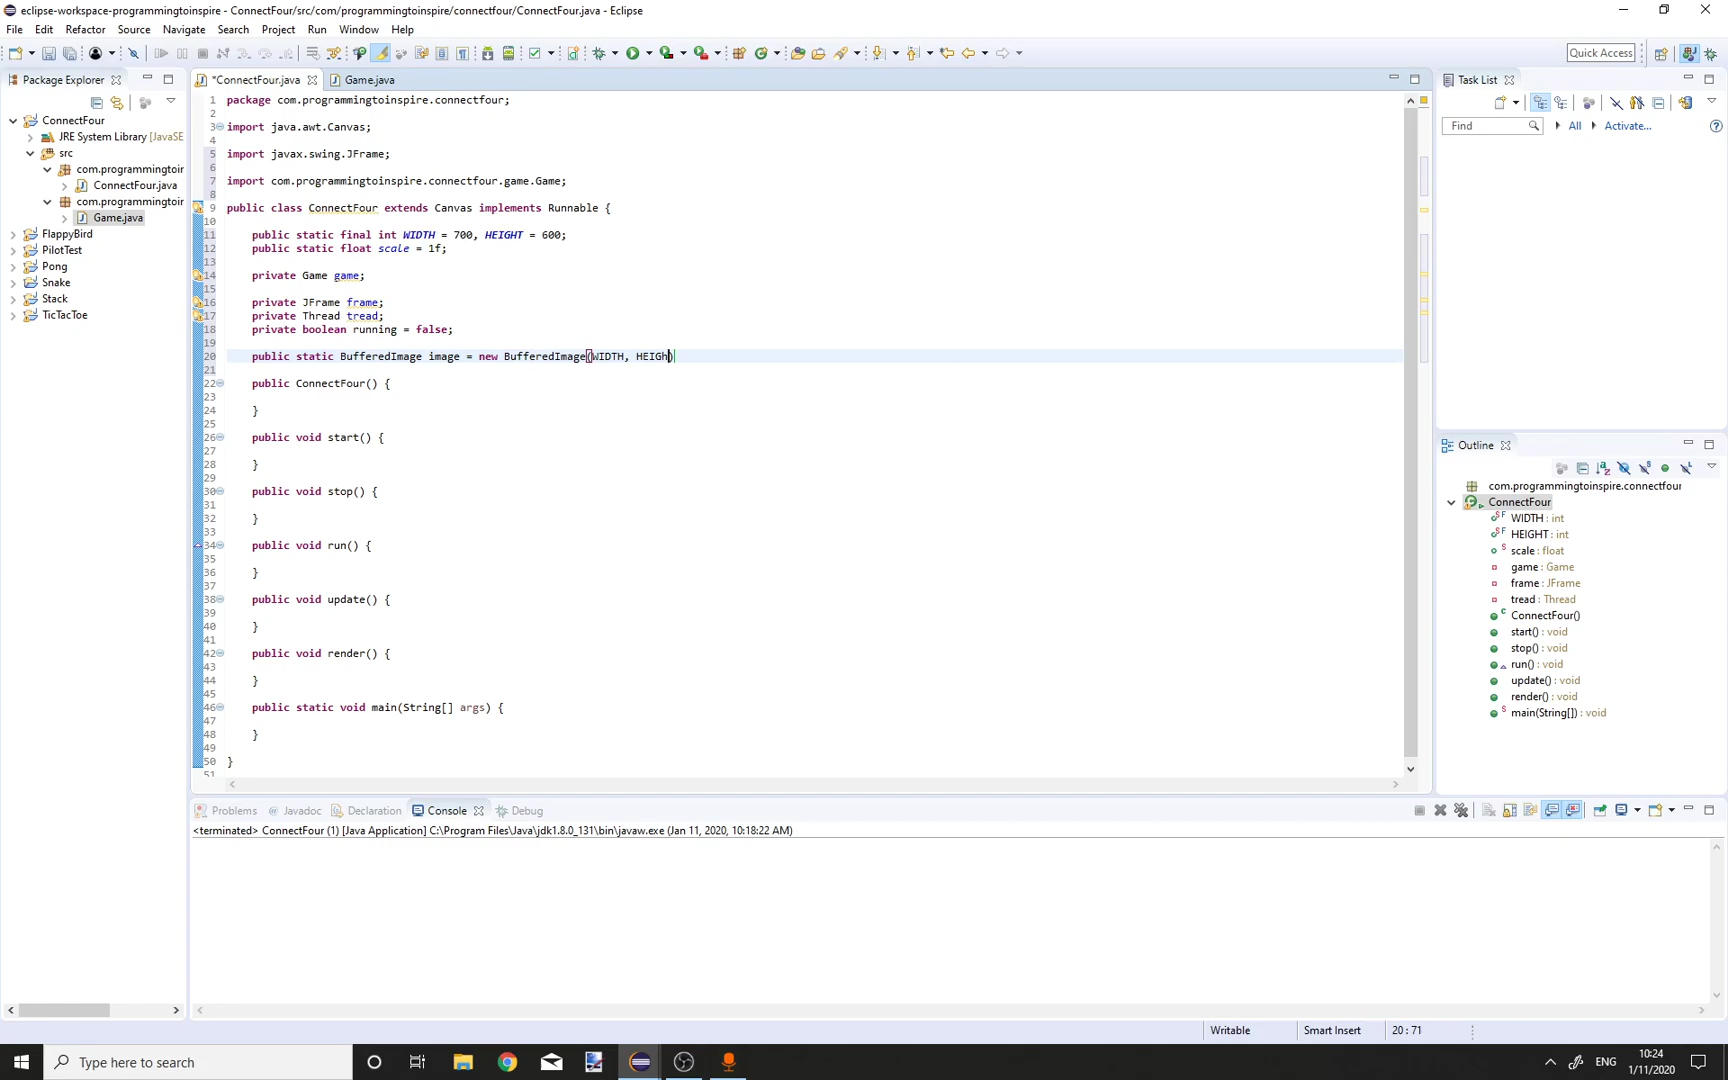 eclipse-workspace-programmingtoinspire - ConnectFour/src/com/programmingtoinspire/connectfour/ConnectFour.java - Eclipse
File Edit Refactor Source Navigate Search Project Run Window Help
Quick Access
Package Explorer
*ConnectFour.java
Game.java
Task List
Find
All
Activate...
ConnectFour
JRE System Library [JavaSE
src
com.programmingtoir
ConnectFour.java
com.programmingtoir
Game.java
FlappyBird
PilotTest
Pong
Snake
Stack
TicTacToe
1 package com.programmingtoinspire.connectfour;
2
3 import java.awt.Canvas;
4
5 import javax.swing.JFrame;
6
7 import com.programmingtoinspire.connectfour.game.Game;
8
9 public class ConnectFour extends Canvas implements Runnable {
10
11 public static final int WIDTH = 700, HEIGHT = 600;
12 public static float scale = 1f;
13
14 private Game game;
15
16 private JFrame frame;
17 private Thread tread;
18 private boolean running = false;
19
20 public static BufferedImage image = new BufferedImage(WIDTH, HEIGh)
21
22 public ConnectFour() {
23
24 }
25
26 public void start() {
27
28 }
29
30 public void stop() {
31
32 }
33
34 public void run() {
35
36 }
37
38 public void update() {
39
40 }
41
42 public void render() {
43
44 }
45
46 public static void main(String[] args) {
47
48 }
49
50 }
51
Outline
com.programmingtoinspire.connectfour
ConnectFour
WIDTH : int
HEIGHT : int
scale : float
game : Game
frame : JFrame
tread : Thread
ConnectFour()
start() : void
stop() : void
run() : void
update() : void
render() : void
main(String[]) : void
Problems Javadoc Declaration Console Debug
<terminated> ConnectFour (1) [Java Application] C:\Program Files\Java\jdk1.8.0_131\bin\javaw.exe (Jan 11, 2020, 10:18:22 AM)
Writable Smart Insert 20 : 71
Type here to search
ENG
10:24
1/11/2020